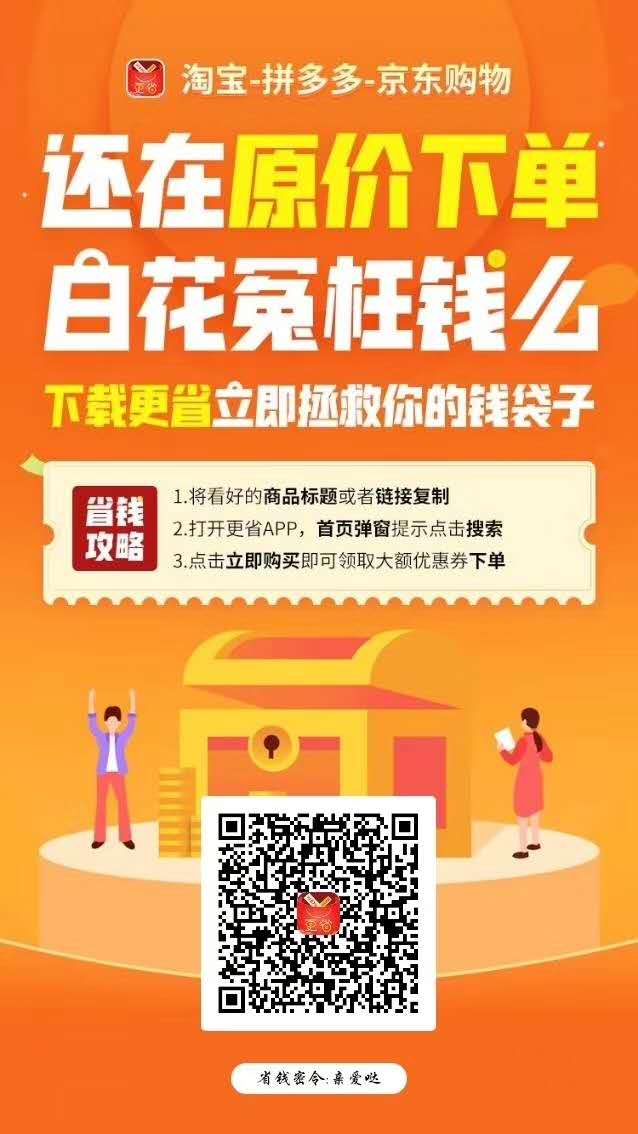 淘宝-拼多多-京东购物
还在原价下单
白花冤枉钱么
下载更省立即拯救你的钱袋子
省钱
攻略
1.将看好的商品标题或者链接复制
2.打开更省APP，首页弹窗提示点击搜索
3.点击立即购买即可领取大额优惠券下单
更省
省钱密令:亲爱哒